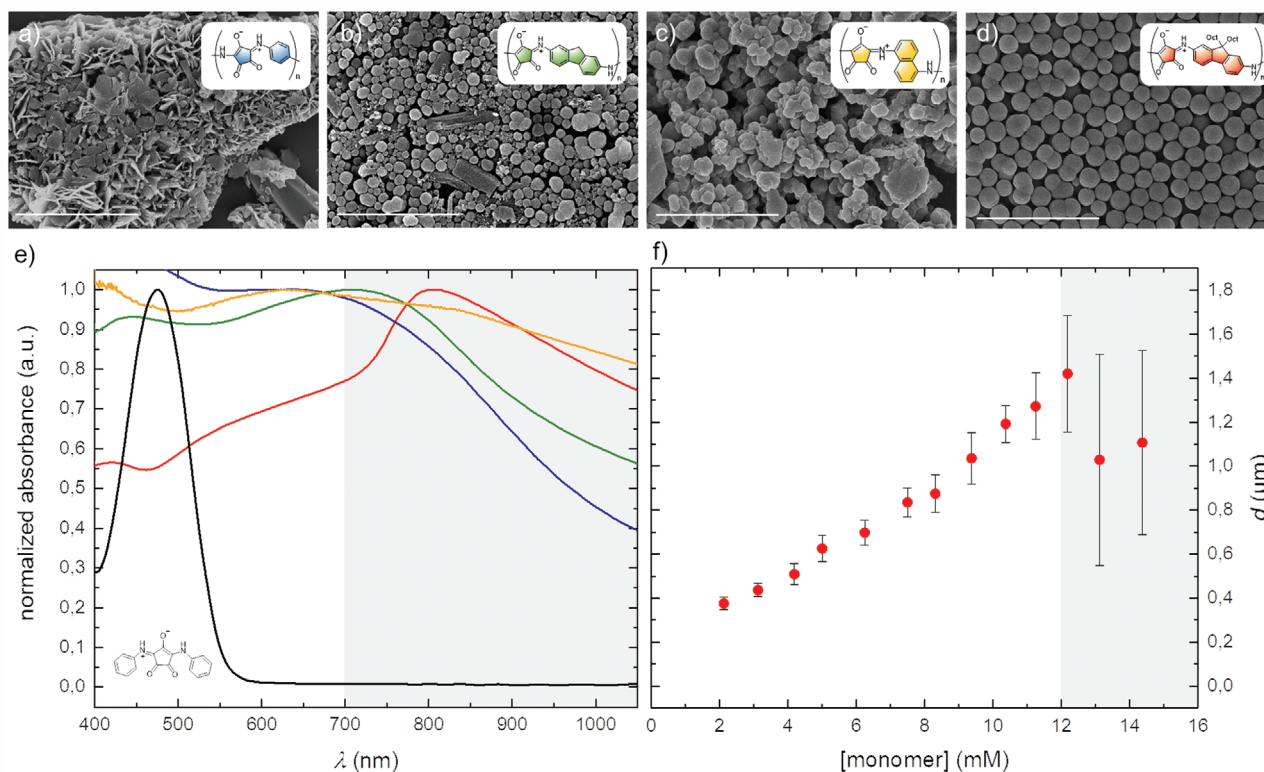 a)
O⁻
H
N
+
N
H
O
O
n
b)
O⁻
H
N
+
O
O
NH
n
c)
O⁻
N
H
+
O
O
NH
n
d)
O⁻
H
N
+
Oct
Oct
O
O
NH
n
e)
1,0
0,9
0,8
0,7
0,6
0,5
0,4
0,3
0,2
0,1
0,0
normalized absorbance (a.u.)
H
N
+
O⁻
H
N
O
O
400 500 600 700 800 900 1000
λ (nm)
f)
1,8
1,6
1,4
1,2
1,0
0,8
0,6
0,4
0,2
0,0
d (µm)
0 2 4 6 8 10 12 14 16
[monomer] (mM)